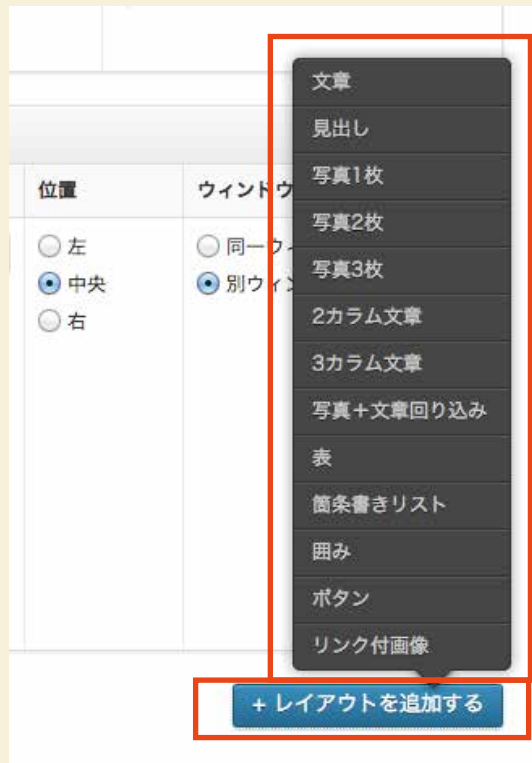 文章
見出し
写真1枚
写真2枚
写真3枚
2カラム文章
3カラム文章
写真+文章回り込み
表
箇条書きリスト
囲み
ボタン
リンク付画像
位置
ウィンドウ
左
中央
右
同一ウィ
別ウィン
+ レイアウトを追加する